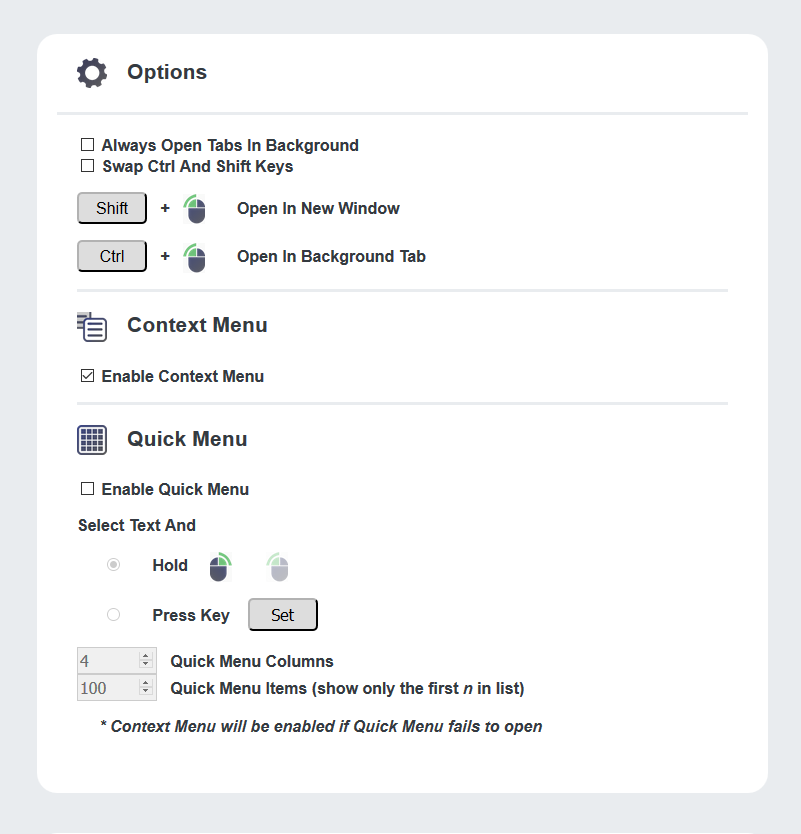 Options
Always Open Tabs In Background
Swap Ctrl And Shift Keys
Shift + Open In New Window
Ctrl + Open In Background Tab
Context Menu
Enable Context Menu
Quick Menu
Enable Quick Menu
Select Text And
Hold
Press Key Set
4 Quick Menu Columns
100 Quick Menu Items (show only the first n in list)
* Context Menu will be enabled if Quick Menu fails to open